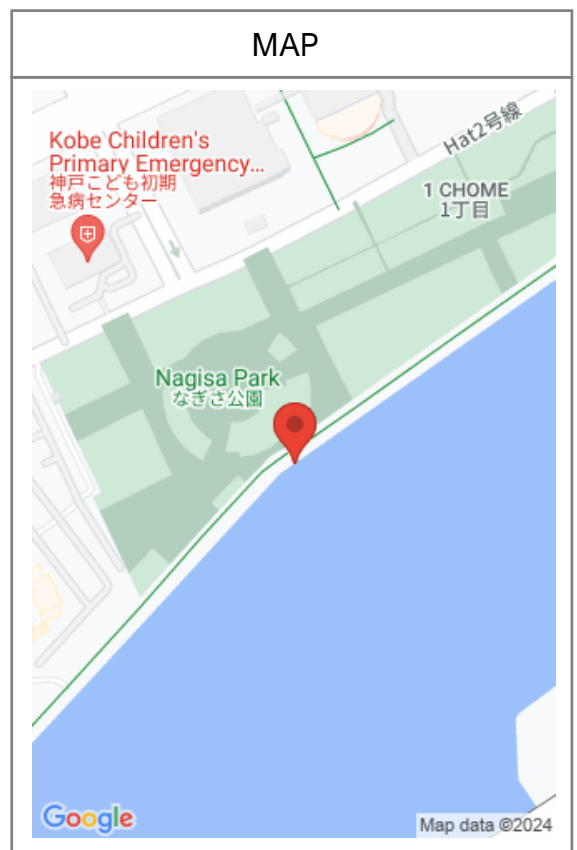 MAP
Kobe Children's
Primary Emergency...
神戸こども初期
急病センター
Hat2号線
1 CHOME
1丁目
Nagisa Park
なぎさ公園
Google
Map data ©2024